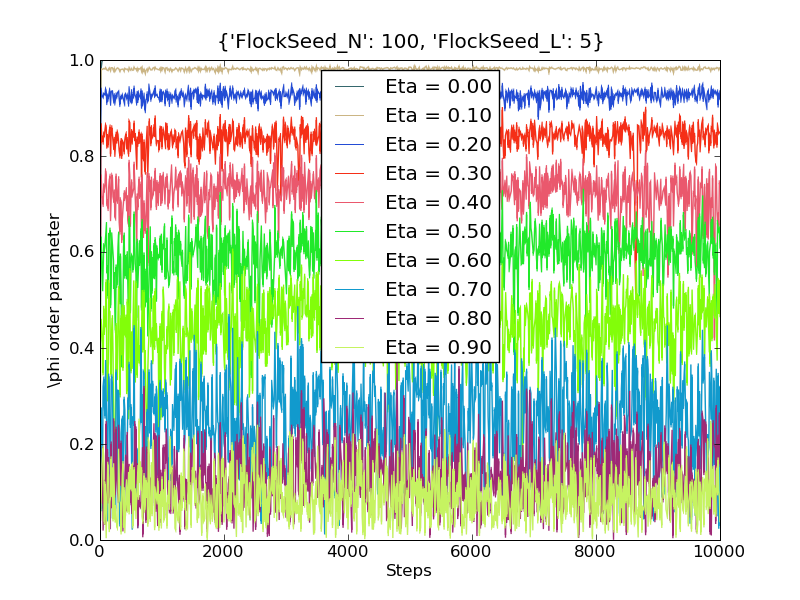 {'FlockSeed_N': 100, 'FlockSeed_L': 5}
1.0
0.8
0.6
0.4
0.2
0.0
\phi order parameter
Eta = 0.00
Eta = 0.10
Eta = 0.20
Eta = 0.30
Eta = 0.40
Eta = 0.50
Eta = 0.60
Eta = 0.70
Eta = 0.80
Eta = 0.90
0
2000
4000
6000
8000
10000
Steps